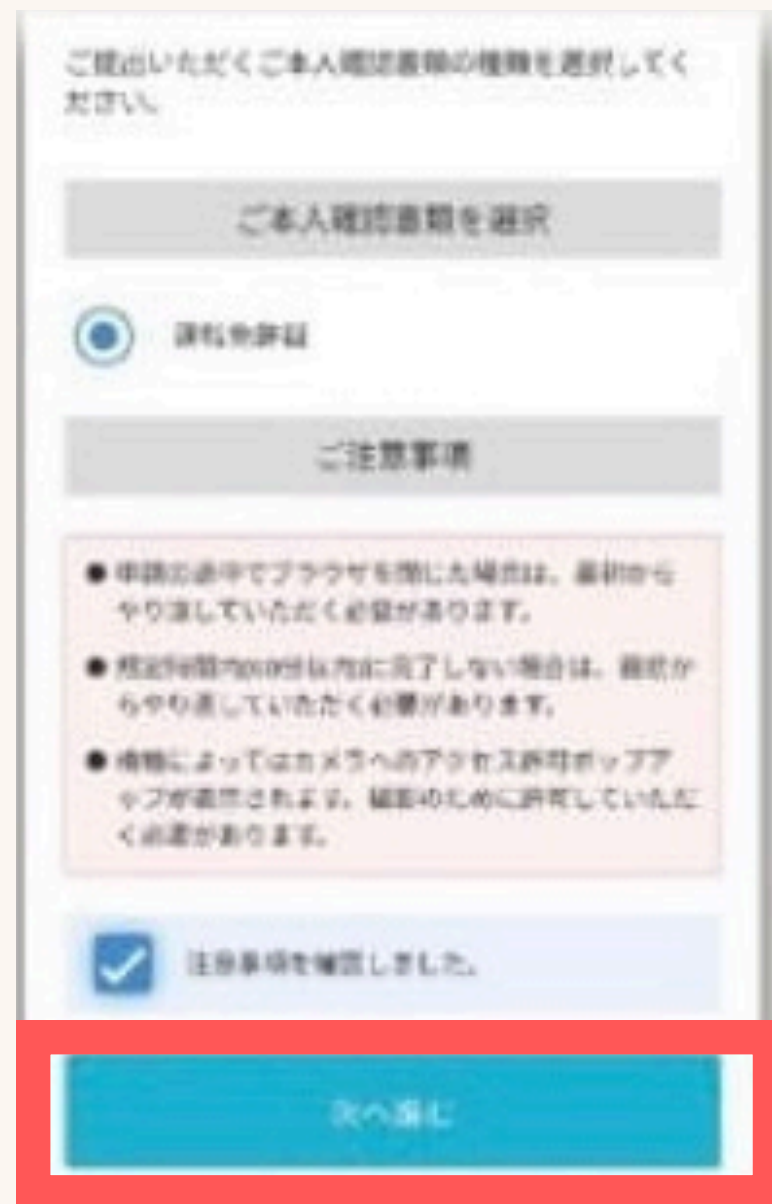 ご提出いただくご本人確認書類の種類を選択してく
ださい。
ご本人確認書類を選択
運転免許証
ご注意事項
● 申請の途中でブラウザを閉じた場合は、最初から
やり直していただく必要があります。
● 規定時間内に完了しない場合は、最初か
らやり直していただく必要があります。
● 機種によってはカメラへのアクセス許可ポップア
ップが表示されます。撮影のために許可していただ
く必要があります。
注意事項を確認しました。
次へ進む